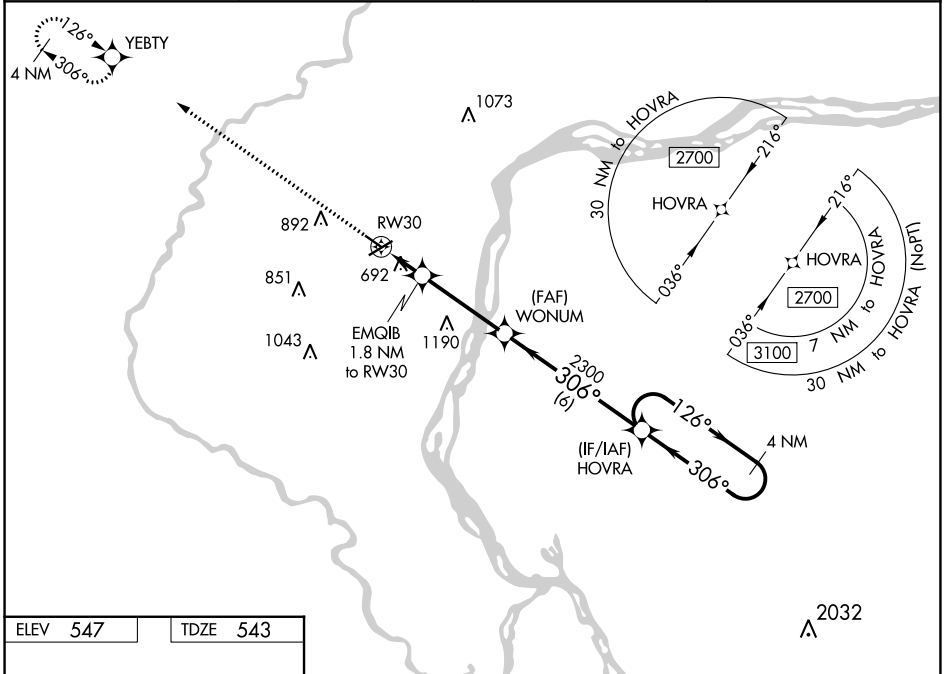 126°
YEBTY
306°
4 NM
1073
30 NM to HOVRA
2700
216°
HOVRA
036°
216°
HOVRA
2700
036°
3100
7 NM to HOVRA
30 NM to HOVRA (NoPT)
892
RW30
851
692
1043
EMQIB
1.8 NM
to RW30
1190
(FAF)
WONUM
2300
306°
(6)
126°
4 NM
(IF/IAF)
HOVRA
306°
2032
ELEV 547
TDZE 543